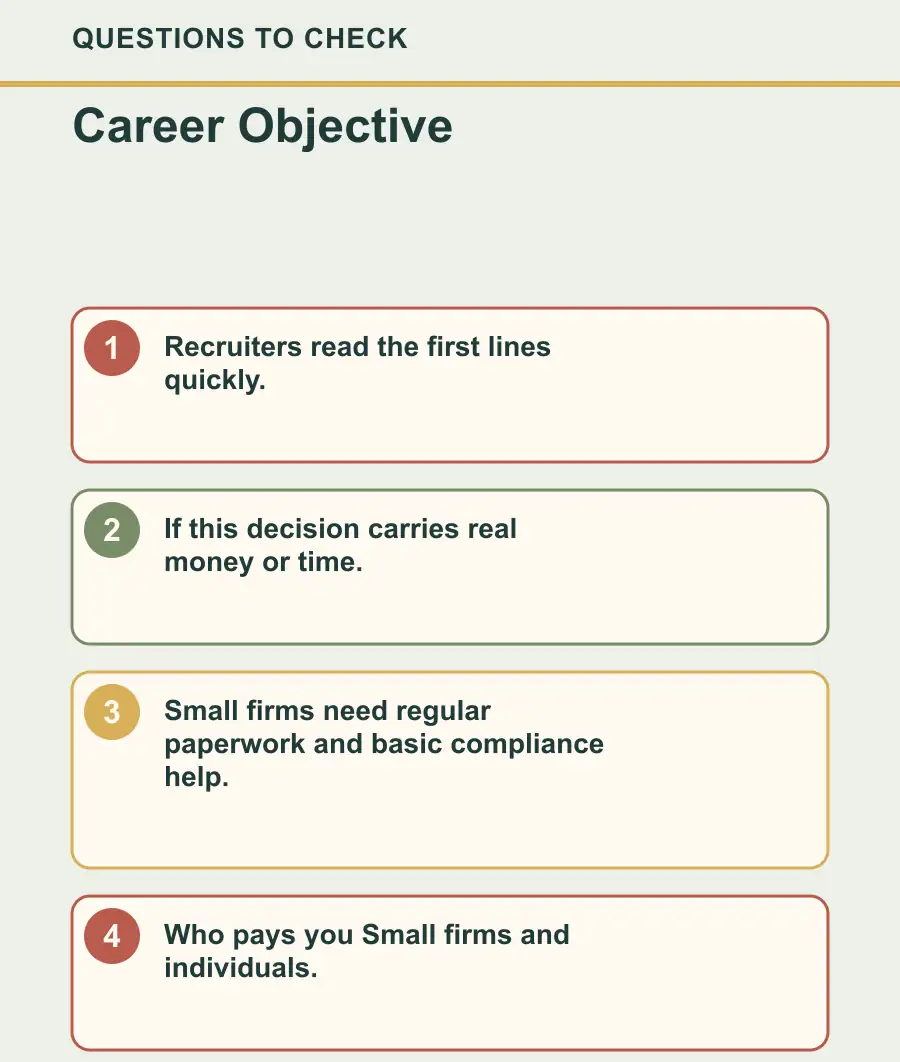 QUESTIONS TO CHECK
Career Objective
1
Recruiters read the first lines
quickly.
2
If this decision carries real
money or time.
3
Small firms need regular
paperwork and basic compliance
help.
4
Who pays you Small firms and
individuals.